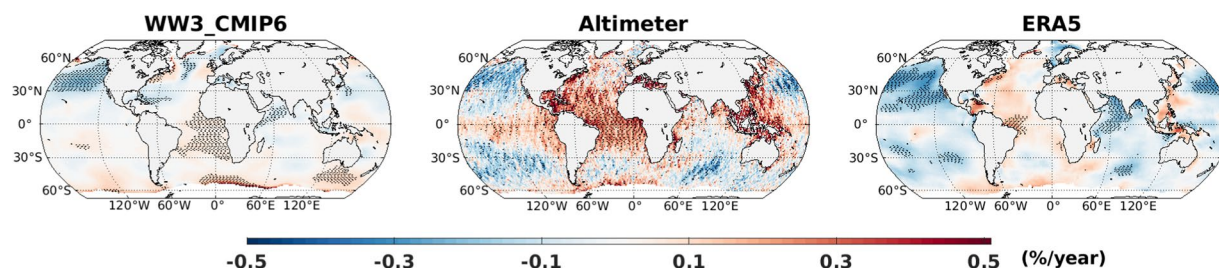 WW3_CMIP6 Altimeter ERA5
60°N 60°N 60°N
30°N 30°N 30°N
0° 0° 0°
30°S 30°S 30°S
60°S 60°S 60°S
120°W 60°W 0° 60°E 120°E 120°W 60°W 0° 60°E 120°E 120°W 60°W 0° 60°E 120°E
-0.5 -0.3 -0.1 0.1 0.3 0.5 (%/year)